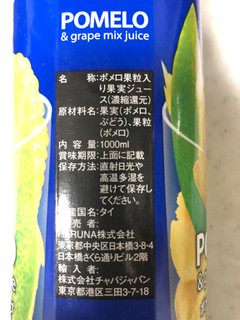 POMELO
& grape mix juice
名称:ポメロ果粒入
り果実ジュー
ス(濃縮還元)
原材料名:果実(ポメロ、
ぶどう)、果粒
(ポメロ)
内容量:1000ml
賞味期限:上面に記載
保存方法:直射日光や
高温多湿を
避けて保存し
てください。
産国名:タイ
売者:
HARUNA株式会社
東京都中央区日本橋3-8-4
日本橋さくら通りビル2階
輸入者:
株式会社チャバジャパン
東京都港区三田3-7-18